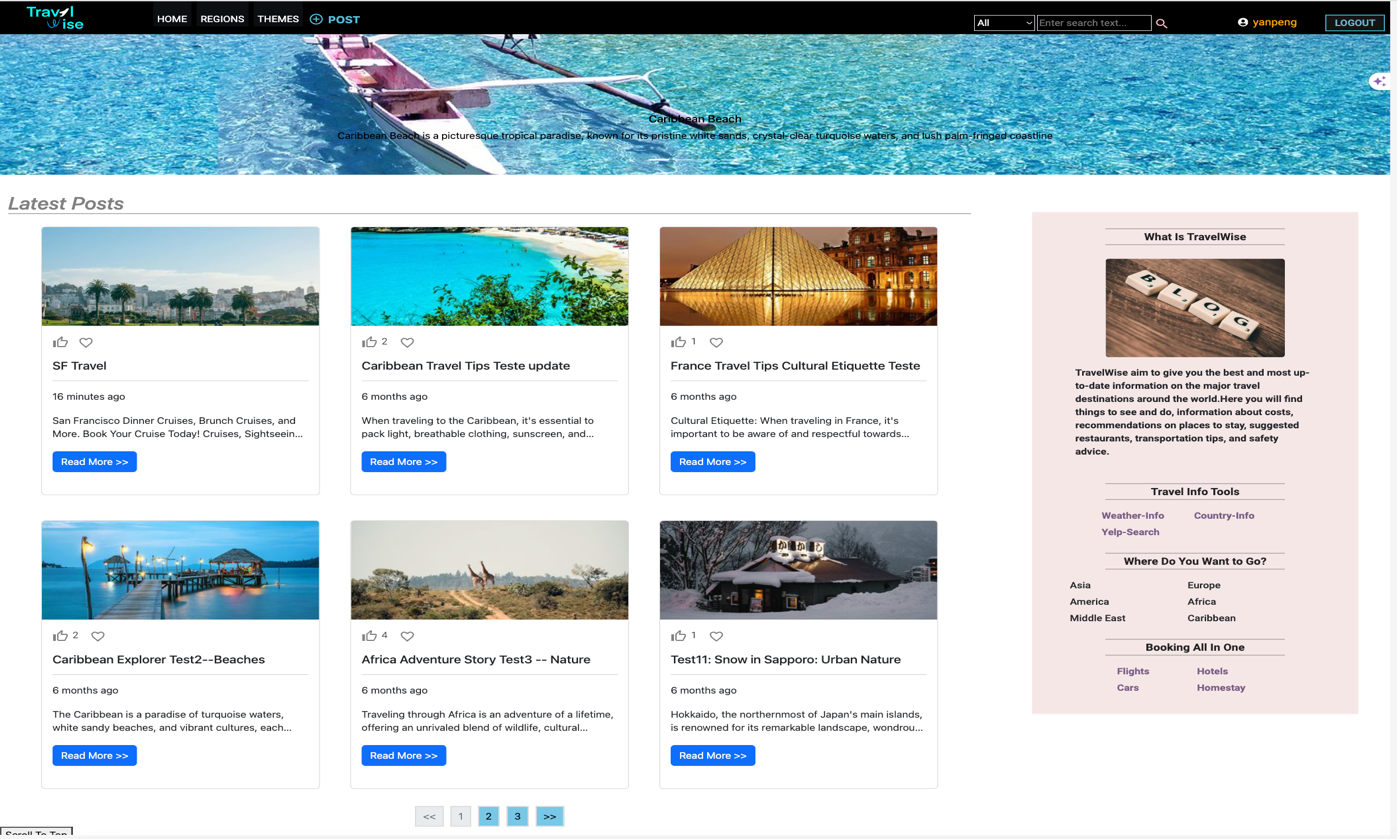 Travel
Wise
HOME REGIONS THEMES POST
All Enter search text...
yanpeng
LOGOUT
Caribbean Beach
Caribbean Beach is a picturesque tropical paradise, known for its pristine white sands, crystal-clear turquoise waters, and lush palm-fringed coastline
Latest Posts
SF Travel
16 minutes ago
San Francisco Dinner Cruises, Brunch Cruises, and
More. Book Your Cruise Today! Cruises, Sightseein...
Read More >>
2
Caribbean Travel Tips Teste update
6 months ago
When traveling to the Caribbean, it's essential to
pack light, breathable clothing, sunscreen, and...
Read More >>
1
France Travel Tips Cultural Etiquette Teste
6 months ago
Cultural Etiquette: When traveling in France, it's
important to be aware of and respectful towards...
Read More >>
2
Caribbean Explorer Test2--Beaches
6 months ago
The Caribbean is a paradise of turquoise waters,
white sandy beaches, and vibrant cultures, each...
Read More >>
4
Africa Adventure Story Test3 -- Nature
6 months ago
Traveling through Africa is an adventure of a lifetime,
offering an unrivaled blend of wildlife, cultural...
Read More >>
1
Test11: Snow in Sapporo: Urban Nature
6 months ago
Hokkaido, the northernmost of Japan's main islands,
is renowned for its remarkable landscape, wondrou...
Read More >>
<< 1 2 3 >>
Scroll To Top
What Is TravelWise
BLOG
TravelWise aim to give you the best and most up-
to-date information on the major travel
destinations around the world.Here you will find
things to see and do, information about costs,
recommendations on places to stay, suggested
restaurants, transportation tips, and safety
advice.
Travel Info Tools
Weather-Info Country-Info
Yelp-Search
Where Do You Want to Go?
Asia Europe
America Africa
Middle East Caribbean
Booking All In One
Flights Hotels
Cars Homestay